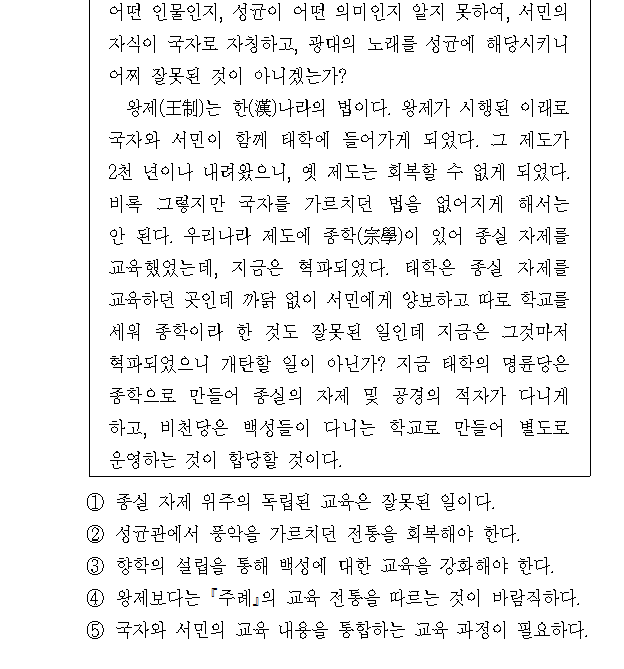 어떤 인물인지, 성균이 어떤 의미인지 알지 못하여, 서민의
자식이 국자로 자칭하고, 광대의 노래를 성균에 해당시키니
어찌 잘못된 것이 아니겠는가?
왕제(王制)는 한(漢)나라의 법이다. 왕제가 시행된 이래로
국자와 서민이 함께 태학에 들어가게 되었다. 그 제도가
2천 년이나 내려왔으니, 옛 제도는 회복할 수 없게 되었다.
비록 그렇지만 국자를 가르치던 법을 없어지게 해서는
안 된다. 우리나라 제도에 종학(宗學)이 있어 종실 자제를
교육했었는데, 지금은 혁파되었다. 태학은 종실 자제를
교육하던 곳인데 까닭 없이 서민에게 양보하고 따로 학교를
세워 종학이라 한 것도 잘못된 일인데 지금은 그것마저
혁파되었으니 개탄할 일이 아닌가? 지금 태학의 명륜당은
종학으로 만들어 종실의 자제 및 공경의 적자가 다니게
하고, 비천당은 백성들이 다니는 학교로 만들어 별도로
운영하는 것이 합당할 것이다.
① 종실 자제 위주의 독립된 교육은 잘못된 일이다.
② 성균관에서 풍악을 가르치던 전통을 회복해야 한다.
③ 향학의 설립을 통해 백성에 대한 교육을 강화해야 한다.
④ 왕제보다는 『주례』의 교육 전통을 따르는 것이 바람직하다.
⑤ 국자와 서민의 교육 내용을 통합하는 교육 과정이 필요하다.